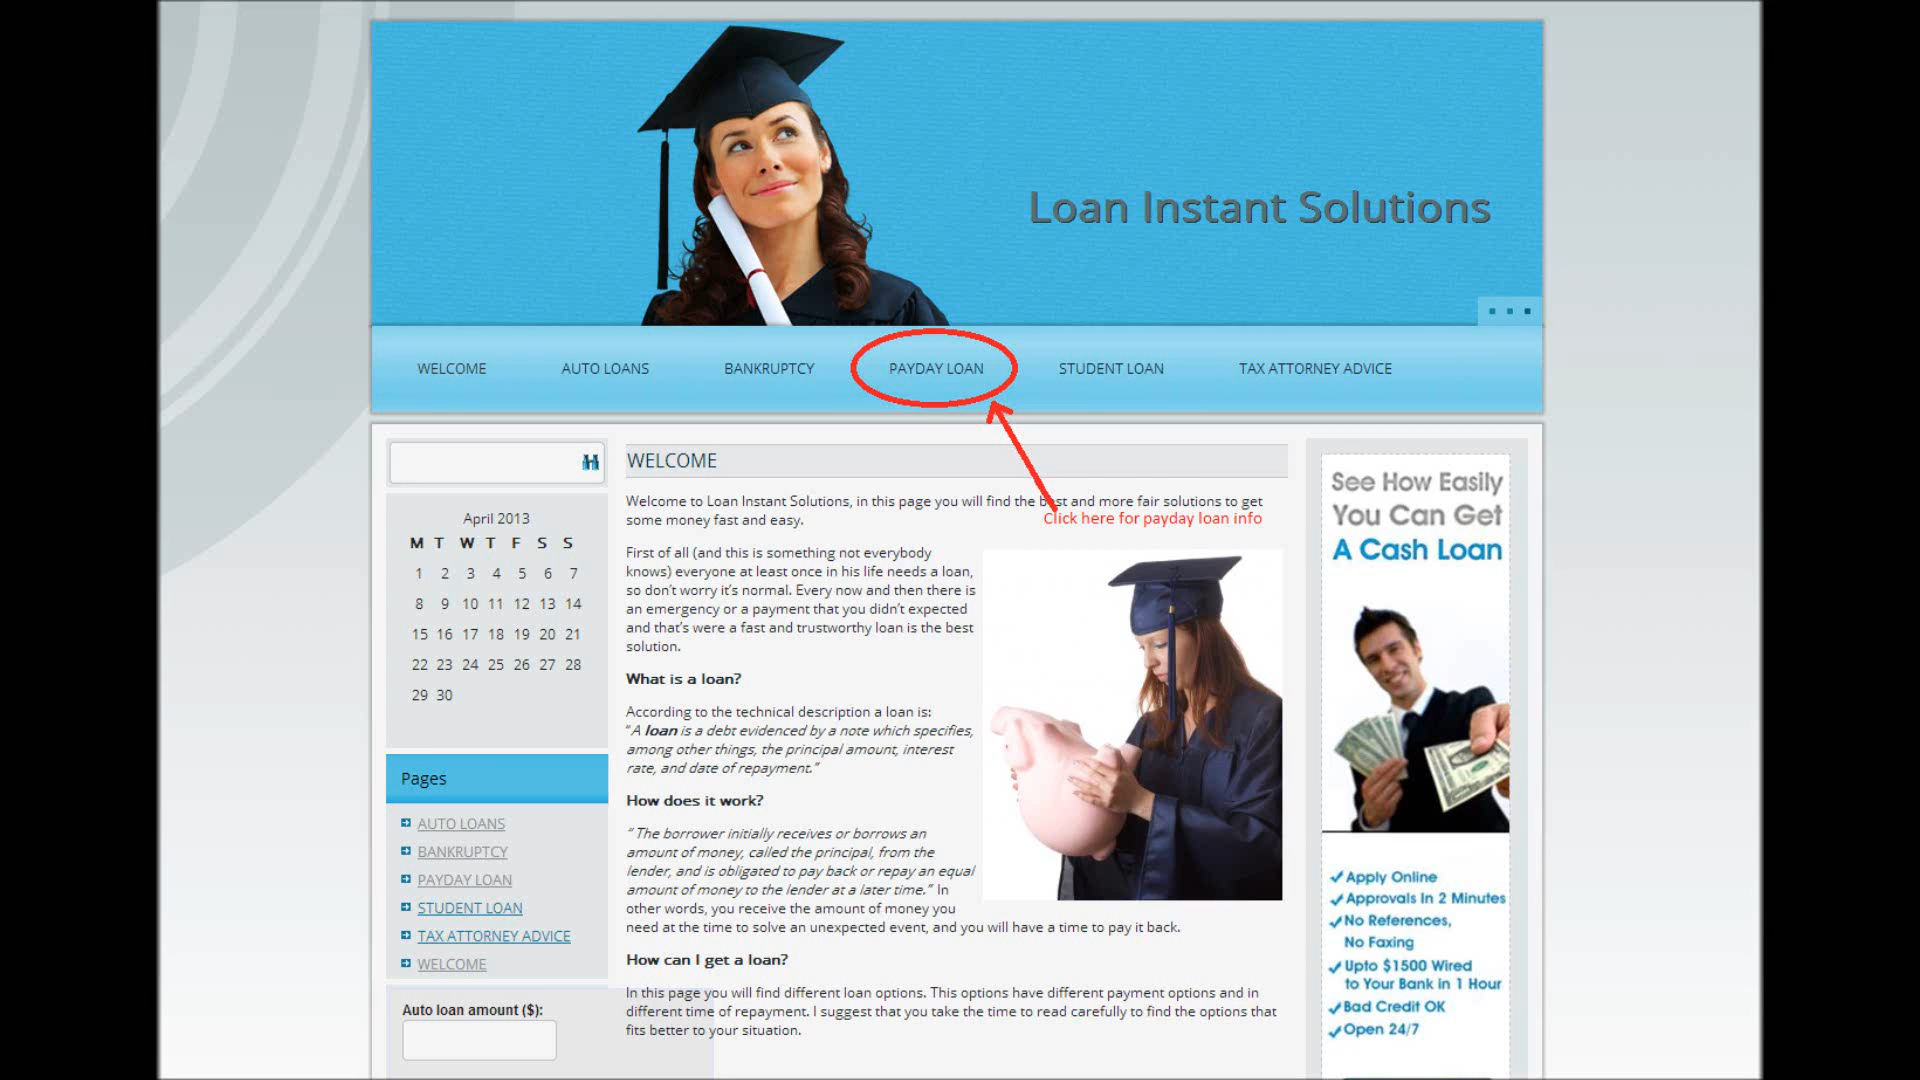 Loan Instant Solutions
WELCOME
AUTO LOANS
BANKRUPTCY
PAYDAY LOAN
STUDENT LOAN
TAX ATTORNEY ADVICE
April 2013
M T W T F S S
1 2 3 4 5 6 7
8 9 10 11 12 13 14
15 16 17 18 19 20 21
22 23 24 25 26 27 28
29 30
Pages
AUTO LOANS
BANKRUPTCY
PAYDAY LOAN
STUDENT LOAN
TAX ATTORNEY ADVICE
WELCOME
Auto loan amount ($):
WELCOME
Welcome to Loan Instant Solutions, in this page you will find the best and more fair solutions to get
some money fast and easy.
Click here for payday loan info
First of all (and this is something not everybody
knows) everyone at least once in his life needs a loan,
so don't worry it's normal. Every now and then there is
an emergency or a payment that you didn't expected
and that's were a fast and trustworthy loan is the best
solution.
What is a loan?
According to the technical description a loan is:
"A loan is a debt evidenced by a note which specifies,
among other things, the principal amount, interest
rate, and date of repayment."
How does it work?
" The borrower initially receives or borrows an
amount of money, called the principal, from the
lender, and is obligated to pay back or repay an equal
amount of money to the lender at a later time." In
other words, you receive the amount of money you
need at the time to solve an unexpected event, and you will have a time to pay it back.
How can I get a loan?
In this page you will find different loan options. This options have different payment options and in
different time of repayment. I suggest that you take the time to read carefully to find the options that
fits better to your situation.
See How Easily
You Can Get
A Cash Loan
Apply Online
Approvals In 2 Minutes
No References,
No Faxing
Upto $1500 Wired
to Your Bank in 1 Hour
Bad Credit OK
Open 24/7